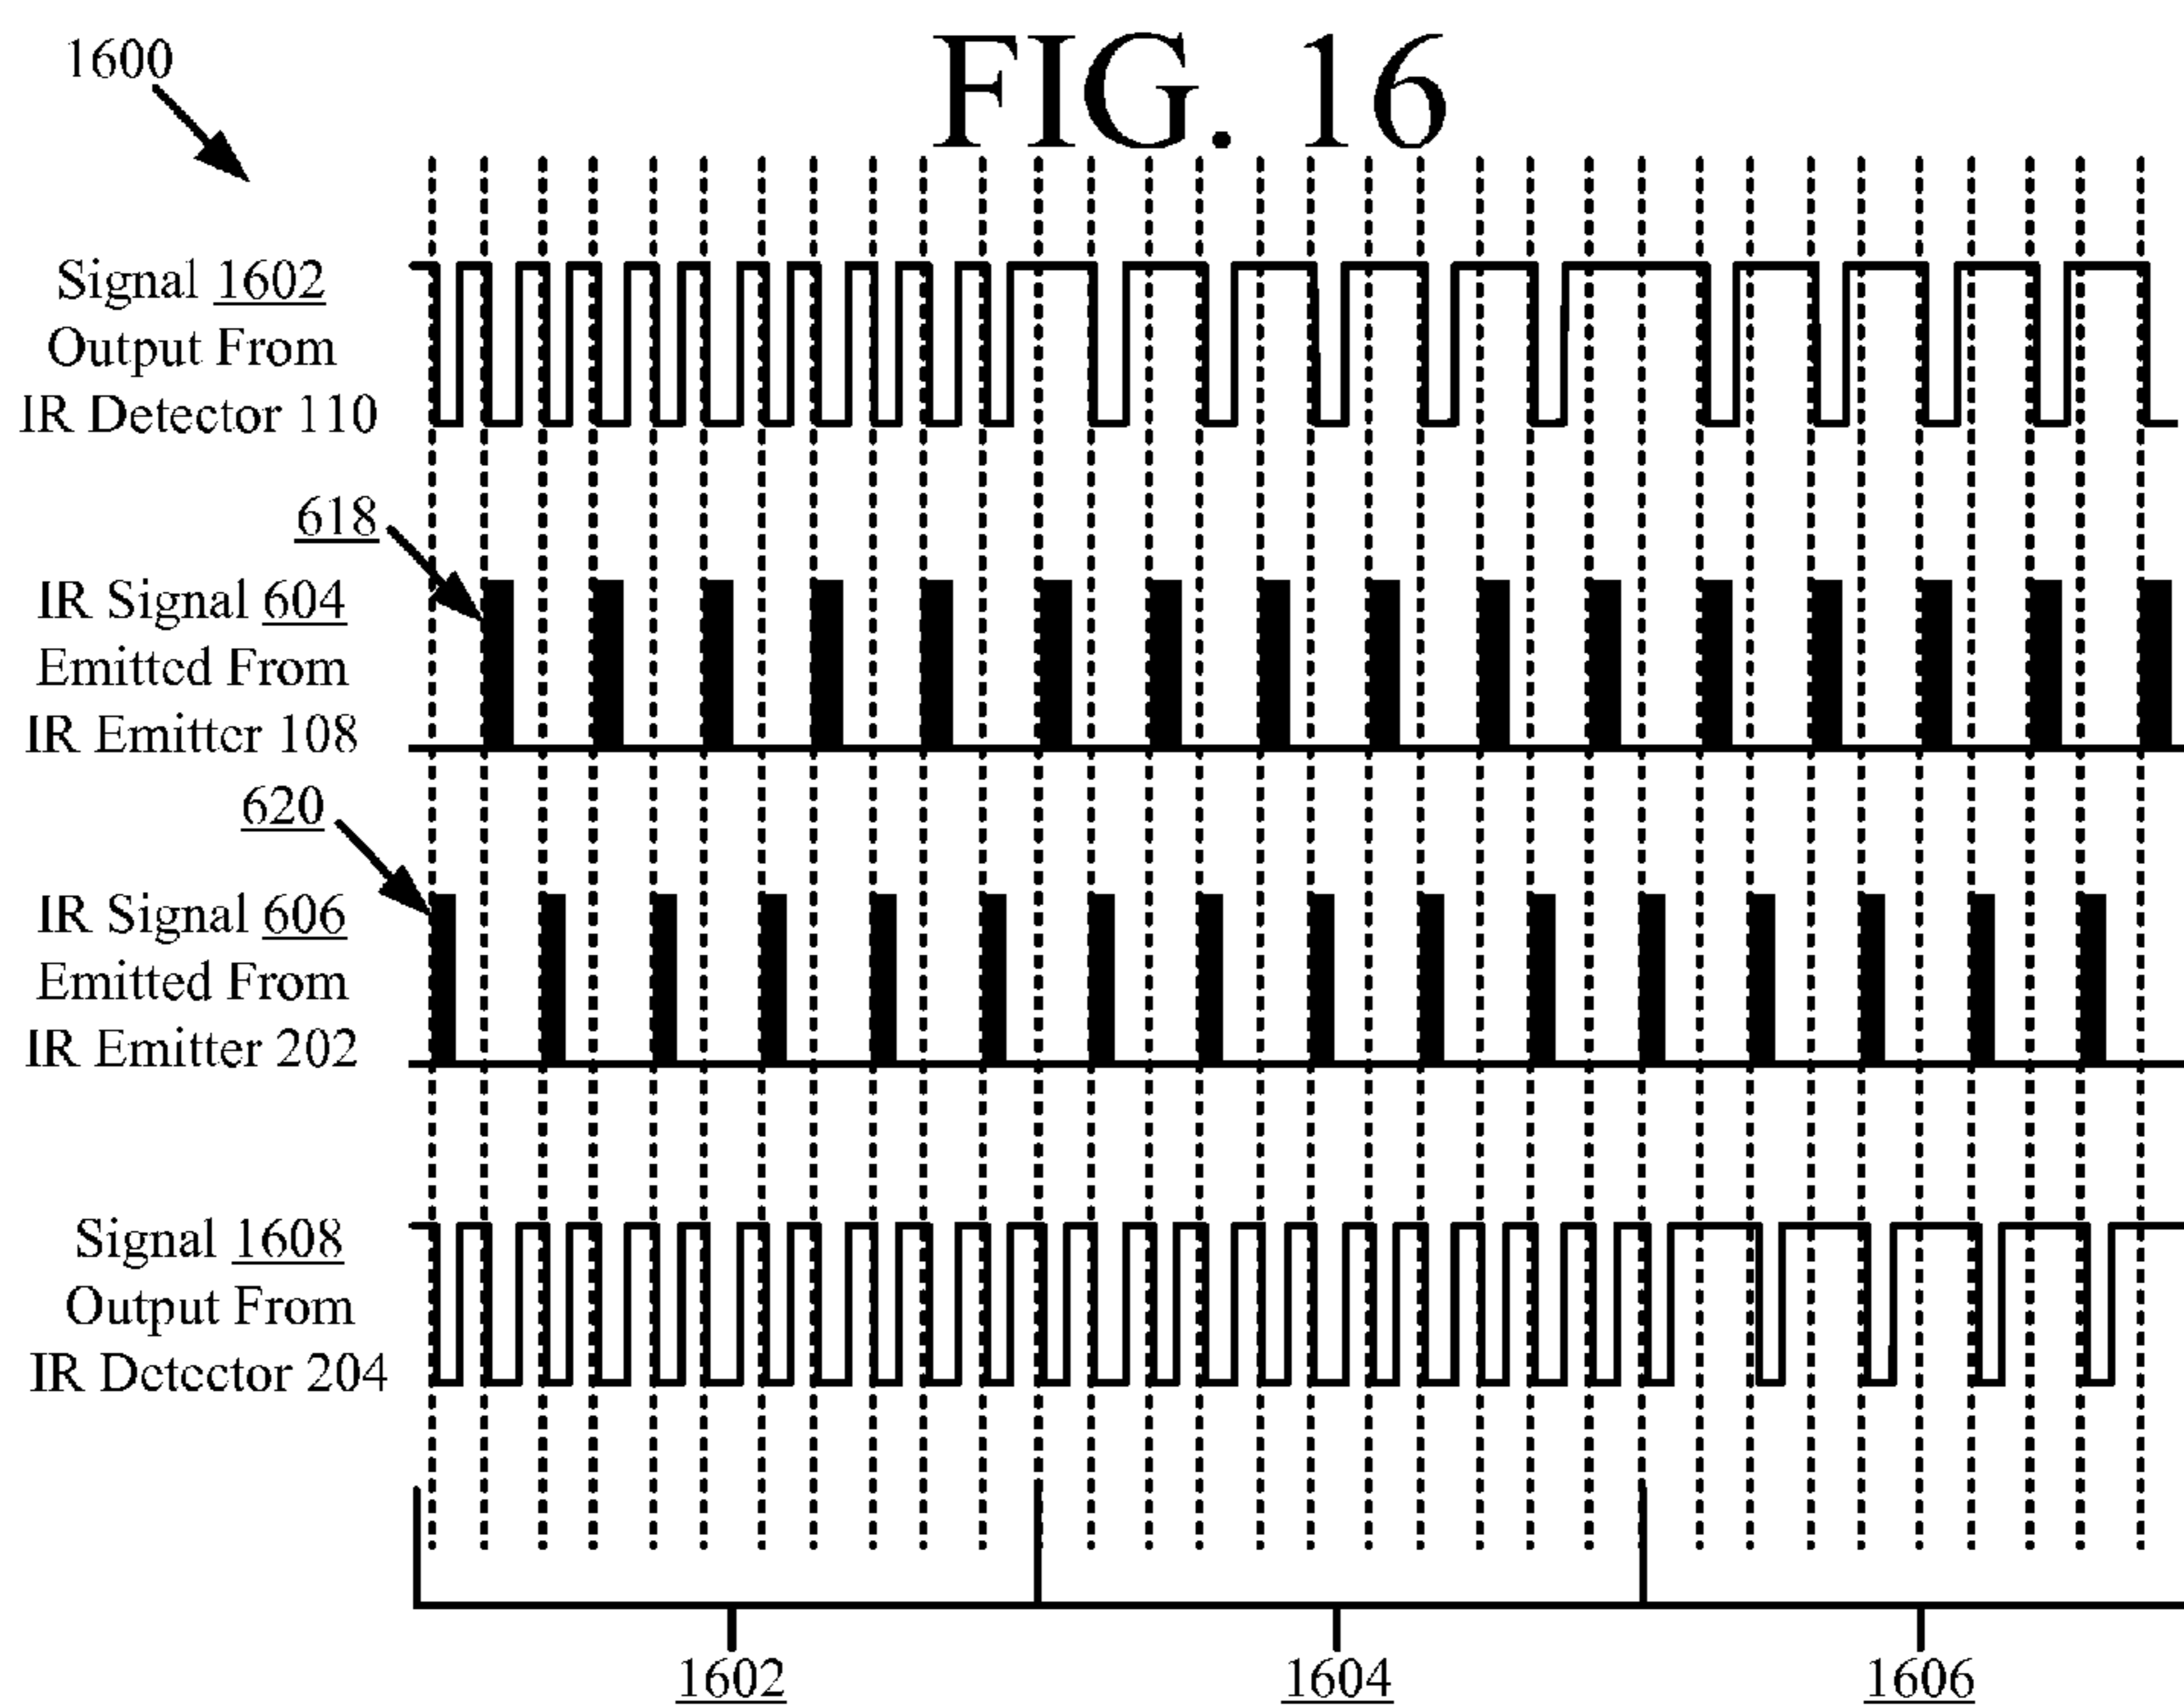 FIG. 16
1600
Signal 1602
Output From
IR Detector 110
618
IR Signal 604
Emitted From
IR Emitter 108
620
IR Signal 606
Emitted From
IR Emitter 202
Signal 1608
Output From
IR Detector 204
1602
1604
1606